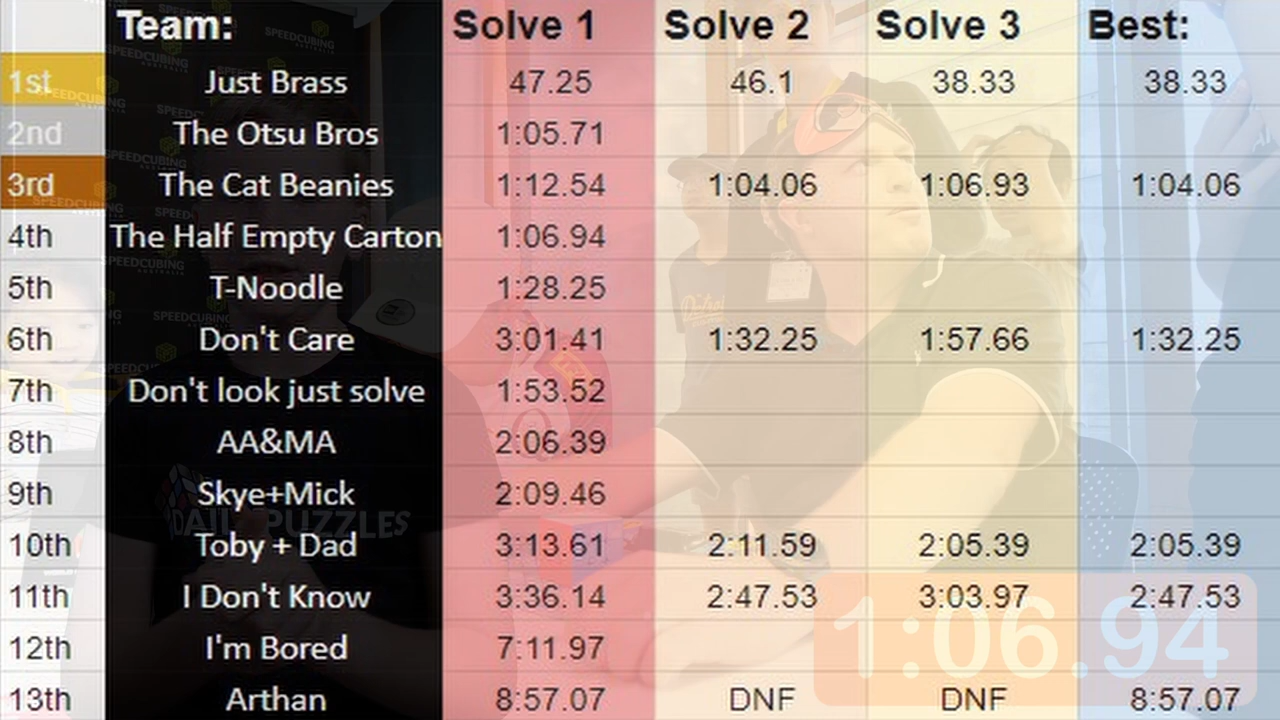 Team: Solve 1 Solve 2 Solve 3 Best:
1st Just Brass 47.25 46.1 38.33 38.33
2nd The Otsu Bros 1:05.71
3rd The Cat Beanies 1:12.54 1:04.06 1:06.93 1:04.06
4th The Half Empty Carton 1:06.94
5th T-Noodle 1:28.25
6th Don't Care 3:01.41 1:32.25 1:57.66 1:32.25
7th Don't look just solve 1:53.52
8th AA&MA 2:06.39
9th Skye+Mick 2:09.46
DAILY PUZZLES
10th Toby + Dad 3:13.61 2:11.59 2:05.39 2:05.39
11th I Don't Know 3:36.14 2:47.53 3:03.97 2:47.53
1:06.94
12th I'm Bored 7:11.97
13th Arthan 8:57.07 DNF DNF 8:57.07
SPEEDCUBING
AUSTRALIA